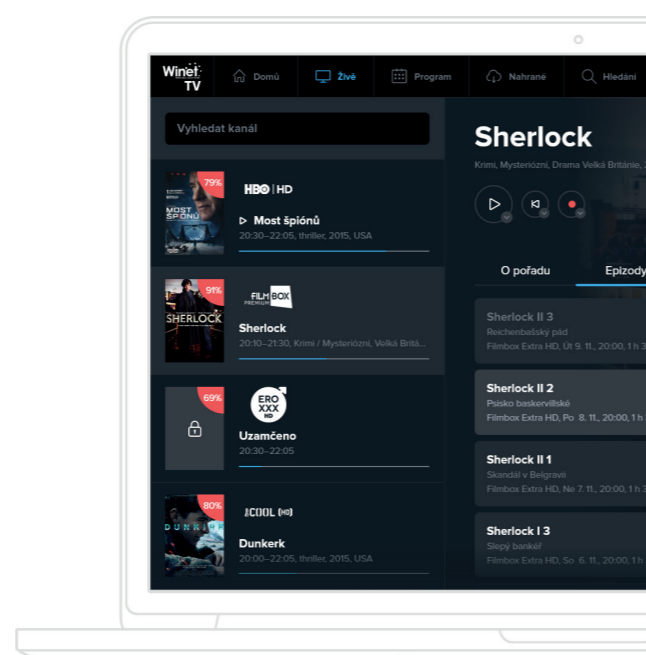 Winet TV
Domů
Živě
Program
Nahrané
Hledání
Vyhledat kanál
79%
MOST ŠPIÓNŮ
HBO HD
Most špiónů
20:30–22:05, thriller, 2015, USA
91%
SHERLOCK
FILMBOX
PREMIUM
Sherlock
20:10–21:30, Krimi / Mysteriózní, Velká Britá...
69%
ERO
XXX
HD
Uzamčeno
20:30–22:05
80%
DUNKIRK
COOL (HD)
Dunkerk
20:00–22:05, thriller, 2015, USA
Sherlock
Krimi, Mysteriózní, Drama Velká Británie,
O pořadu
Epizody
Sherlock II 3
Reichenbašský pád
Filmbox Extra HD, Út 9. 11., 20:00, 1 h 3
Sherlock II 2
Psisko baskervillské
Filmbox Extra HD, Po 8. 11., 20:00, 1 h
Sherlock II 1
Skandál v Belgravii
Filmbox Extra HD, Ne 7. 11., 20:00, 1 h 3
Sherlock I 3
Slepý bankéř
Filmbox Extra HD, So 6. 11., 20:00, 1 h